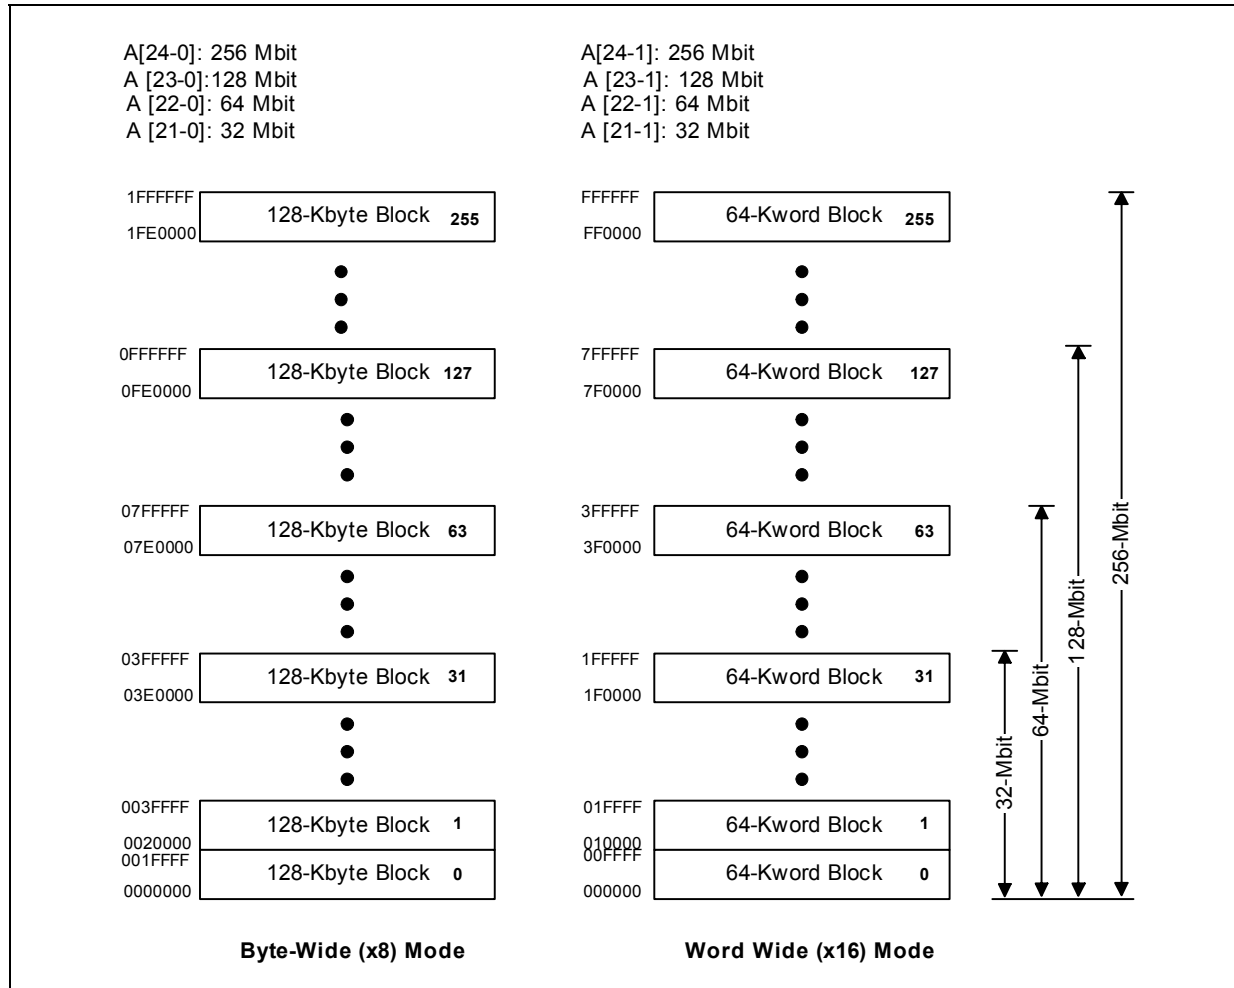 A[24-0]: 256 Mbit
A [23-0]:128 Mbit
A [22-0]: 64 Mbit
A [21-0]: 32 Mbit
A[24-1]: 256 Mbit
A [23-1]: 128 Mbit
A [22-1]: 64 Mbit
A [21-1]: 32 Mbit
1FFFFFF
128-Kbyte Block 255
1FE0000
0FFFFFF
128-Kbyte Block 127
0FE0000
07FFFFF
128-Kbyte Block 63
07E0000
03FFFFF
128-Kbyte Block 31
03E0000
003FFFF
128-Kbyte Block 1
0020000
001FFFF
128-Kbyte Block 0
0000000
Byte-Wide (x8) Mode
FFFFFF
64-Kword Block 255
FF0000
7FFFFF
64-Kword Block 127
7F0000
3FFFFF
64-Kword Block 63
3F0000
1FFFFF
64-Kword Block 31
1F0000
01FFFF
64-Kword Block 1
010000
00FFFF
64-Kword Block 0
000000
Word Wide (x16) Mode
32-Mbit
64-Mbit
128-Mbit
256-Mbit